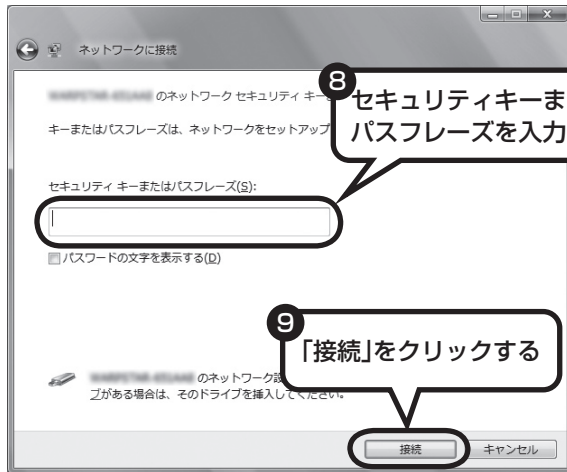 ネットワークに接続
のネットワーク セキュリティ キー
8
セキュリティキーま
パスフレーズを入力
キーまたはパスフレーズは、ネットワークをセットアップ
セキュリティ キーまたはパスフレーズ(S):
パスワードの文字を表示する(D)
9
「接続」をクリックする
のネットワーク設
ブがある場合は、そのドライブを挿入してください。
接続
キャンセル